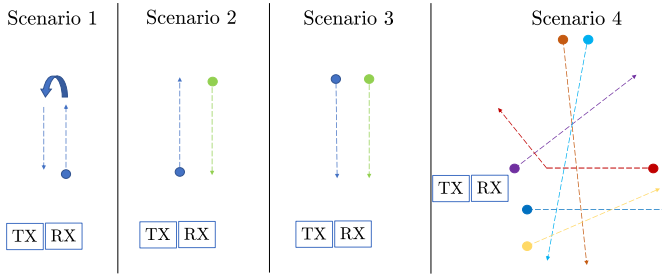 Scenario 1
Scenario 2
Scenario 3
Scenario 4
TX RX
TX RX
TX RX
TX RX